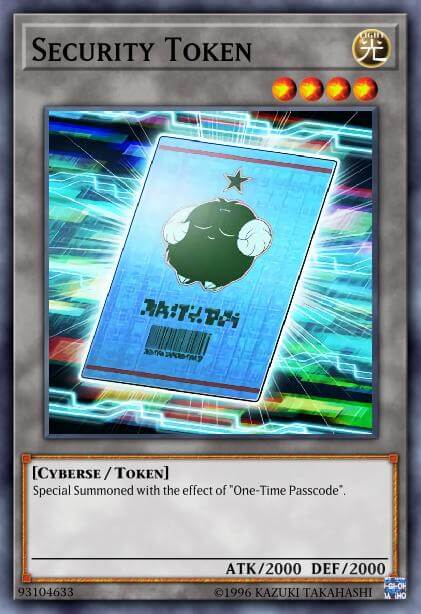 SECURITY TOKEN
LIGHT
光
[CYBERSE / TOKEN]
Special Summoned with the effect of "One-Time Passcode".
ATK/2000 DEF/2000
93104633
©1996 KAZUKI TAKAHASHI